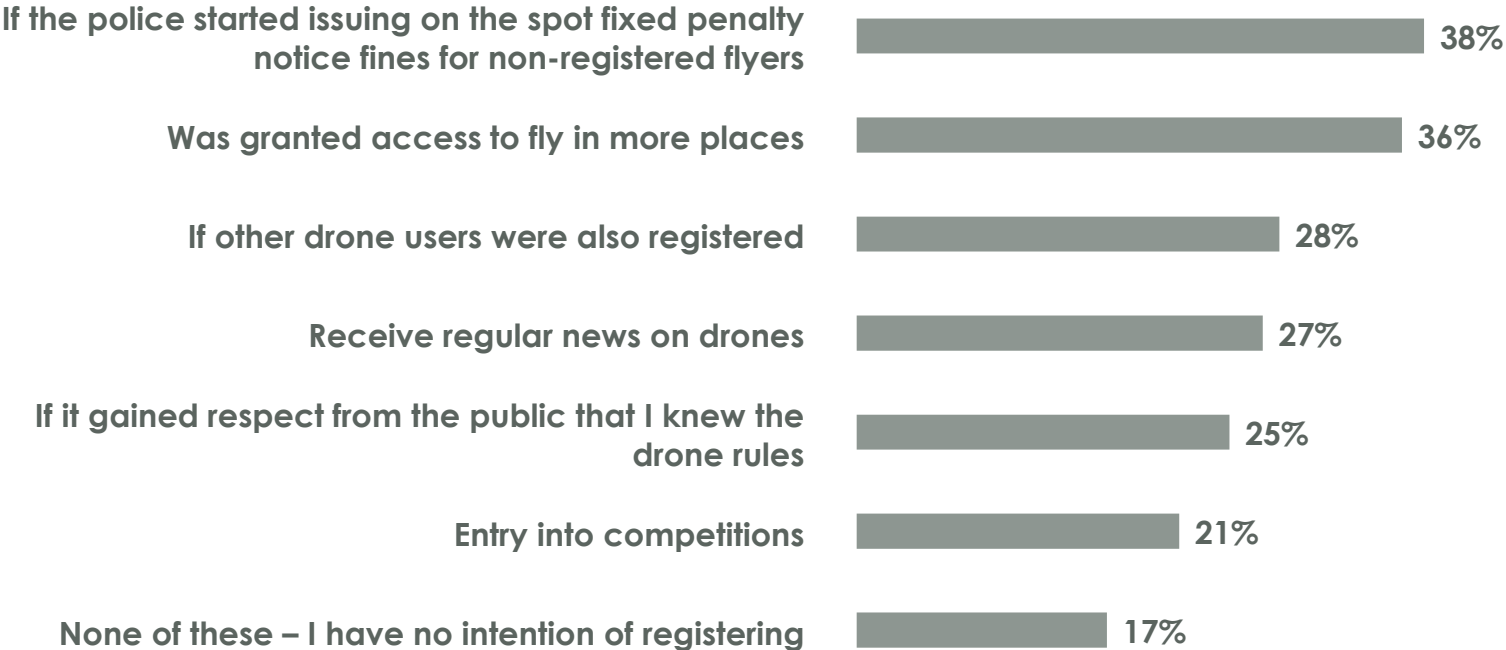 If the police started issuing on the spot fixed penalty
notice fines for non-registered flyers
38%
Was granted access to fly in more places
36%
If other drone users were also registered
28%
Receive regular news on drones
27%
If it gained respect from the public that I knew the
drone rules
25%
Entry into competitions
21%
None of these – I have no intention of registering
17%